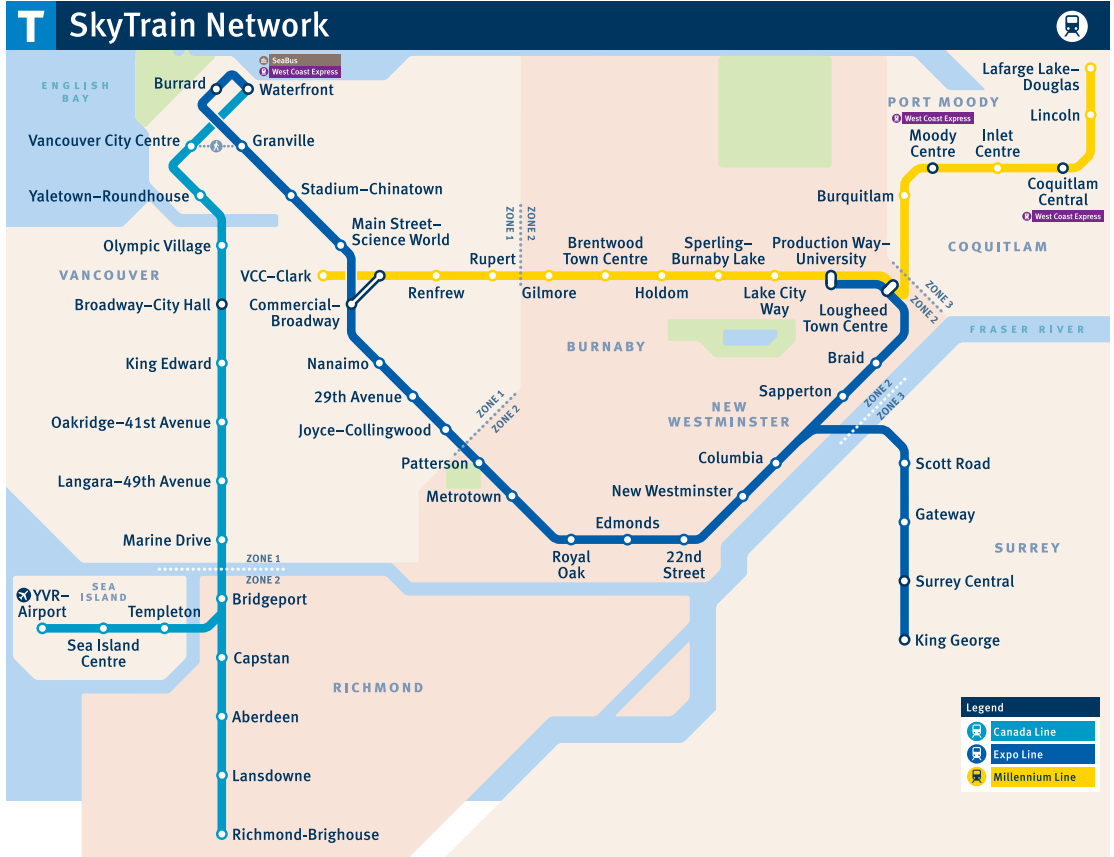 T SkyTrain Network
SeaBus
West Coast Express
ENGLISH
BAY
Burrard
Waterfront
Vancouver City Centre
Granville
Yaletown–Roundhouse
Stadium–Chinatown
Main Street–
Science World
Olympic Village
VANCOUVER
VCC–Clark
Broadway–City Hall
Commercial–
Broadway
Renfrew
Rupert
ZONE 1
ZONE 2
Gilmore
Brentwood
Town Centre
Holdom
Sperling–
Burnaby Lake
Lake City
Way
Production Way–
University
Lougheed
Town Centre
Burquitlam
PORT MOODY
West Coast Express
Moody
Centre
Inlet
Centre
Coquitlam
Central
West Coast Express
Lincoln
Lafarge Lake–
Douglas
COQUITLAM
ZONE 3
ZONE 2
FRASER RIVER
BURNABY
King Edward
Nanaimo
29th Avenue
Joyce–Collingwood
ZONE 1
ZONE 2
Patterson
Metrotown
Royal
Oak
Edmonds
22nd
Street
New Westminster
Columbia
NEW
WESTMINSTER
Sapperton
Braid
ZONE 2
ZONE 3
Scott Road
Gateway
SURREY
Surrey Central
King George
Oakridge–41st Avenue
Langara–49th Avenue
Marine Drive
ZONE 1
ZONE 2
SEA
ISLAND
YVR–
Airport
Templeton
Sea Island
Centre
Bridgeport
Capstan
RICHMOND
Aberdeen
Lansdowne
Richmond-Brighouse
Legend
Canada Line
Expo Line
Millennium Line